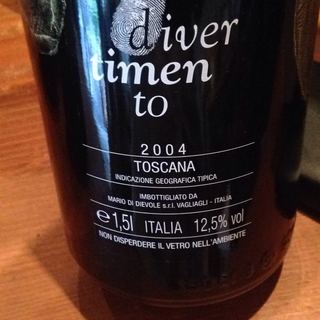 diver
timen
to
2004
TOSCANA
INDICAZIONE GEOGRAFICA TIPICA
IMBOTTIGLIATO DA
MARIO DI DIEVOLE s.r.l. VAGLIAGLI - ITALIA
℮1,5l ITALIA 12,5% vol
NON DISPERDERE IL VETRO NELL'AMBIENTE